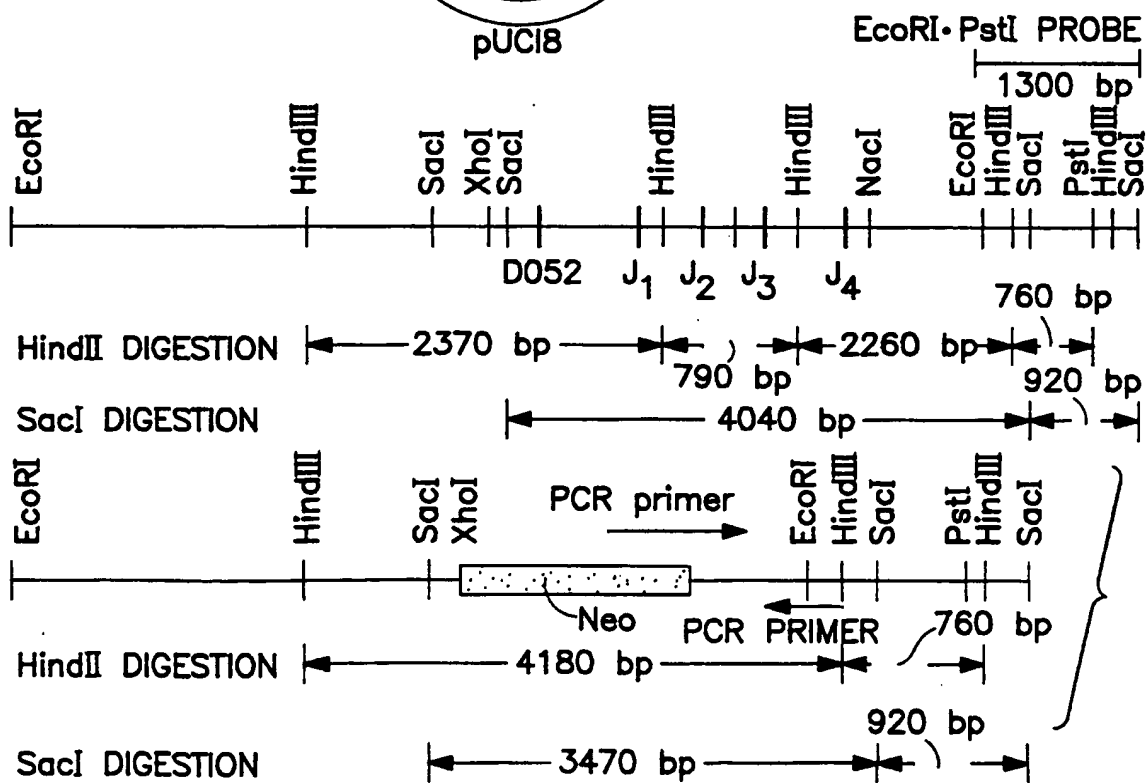 pUC18
EcoRI·PstI PROBE
1300 bp
EcoRI HindIII SacI XhoI SacI HindIII HindIII NacI EcoRI HindIII SacI PstI HindIII SacI
D052 J1 J2 J3 J4
760 bp
HindII DIGESTION 2370 bp 2260 bp
790 bp
920 bp
SacI DIGESTION 4040 bp
EcoRI HindIII SacI XhoI EcoRI HindIII SacI PstI HindIII SacI
PCR primer
Neo PCR PRIMER 760 bp
HindII DIGESTION 4180 bp
920 bp
SacI DIGESTION 3470 bp